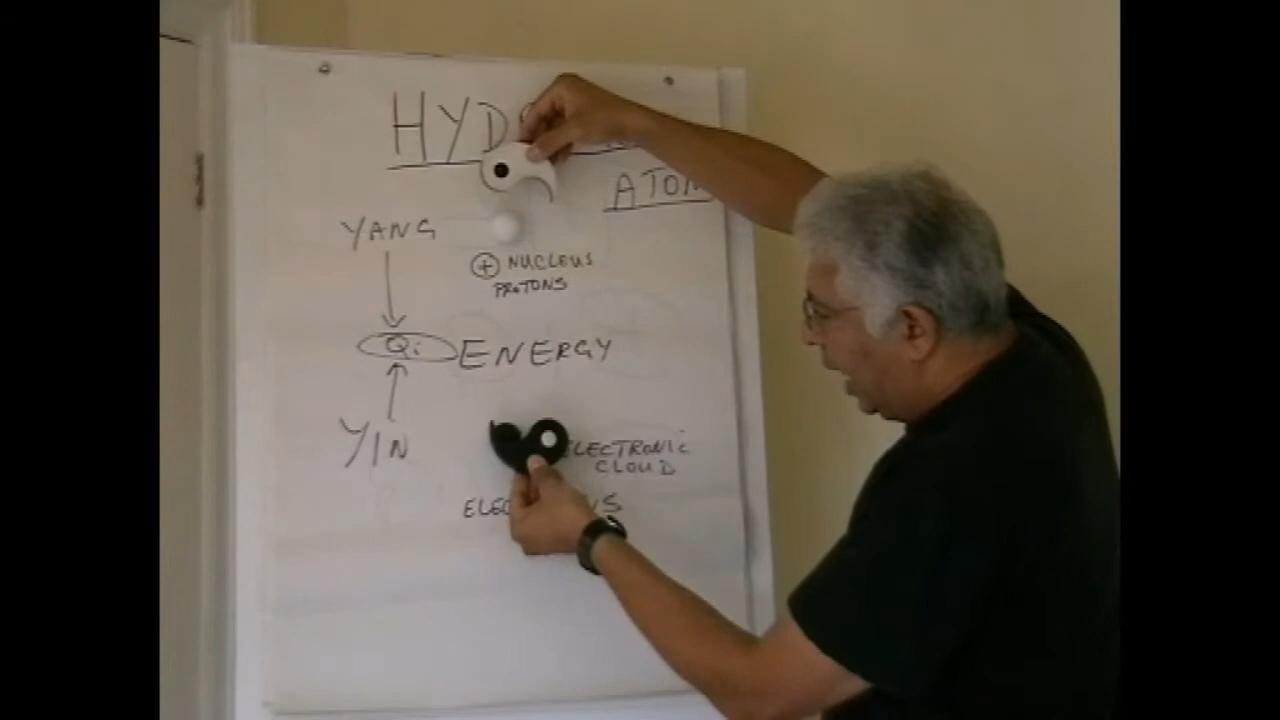 HYD
ATOM
YANG
⊕ NUCLEUS
PROTONS
Qi ENERGY
YIN
ELECTRONIC
CLOUD